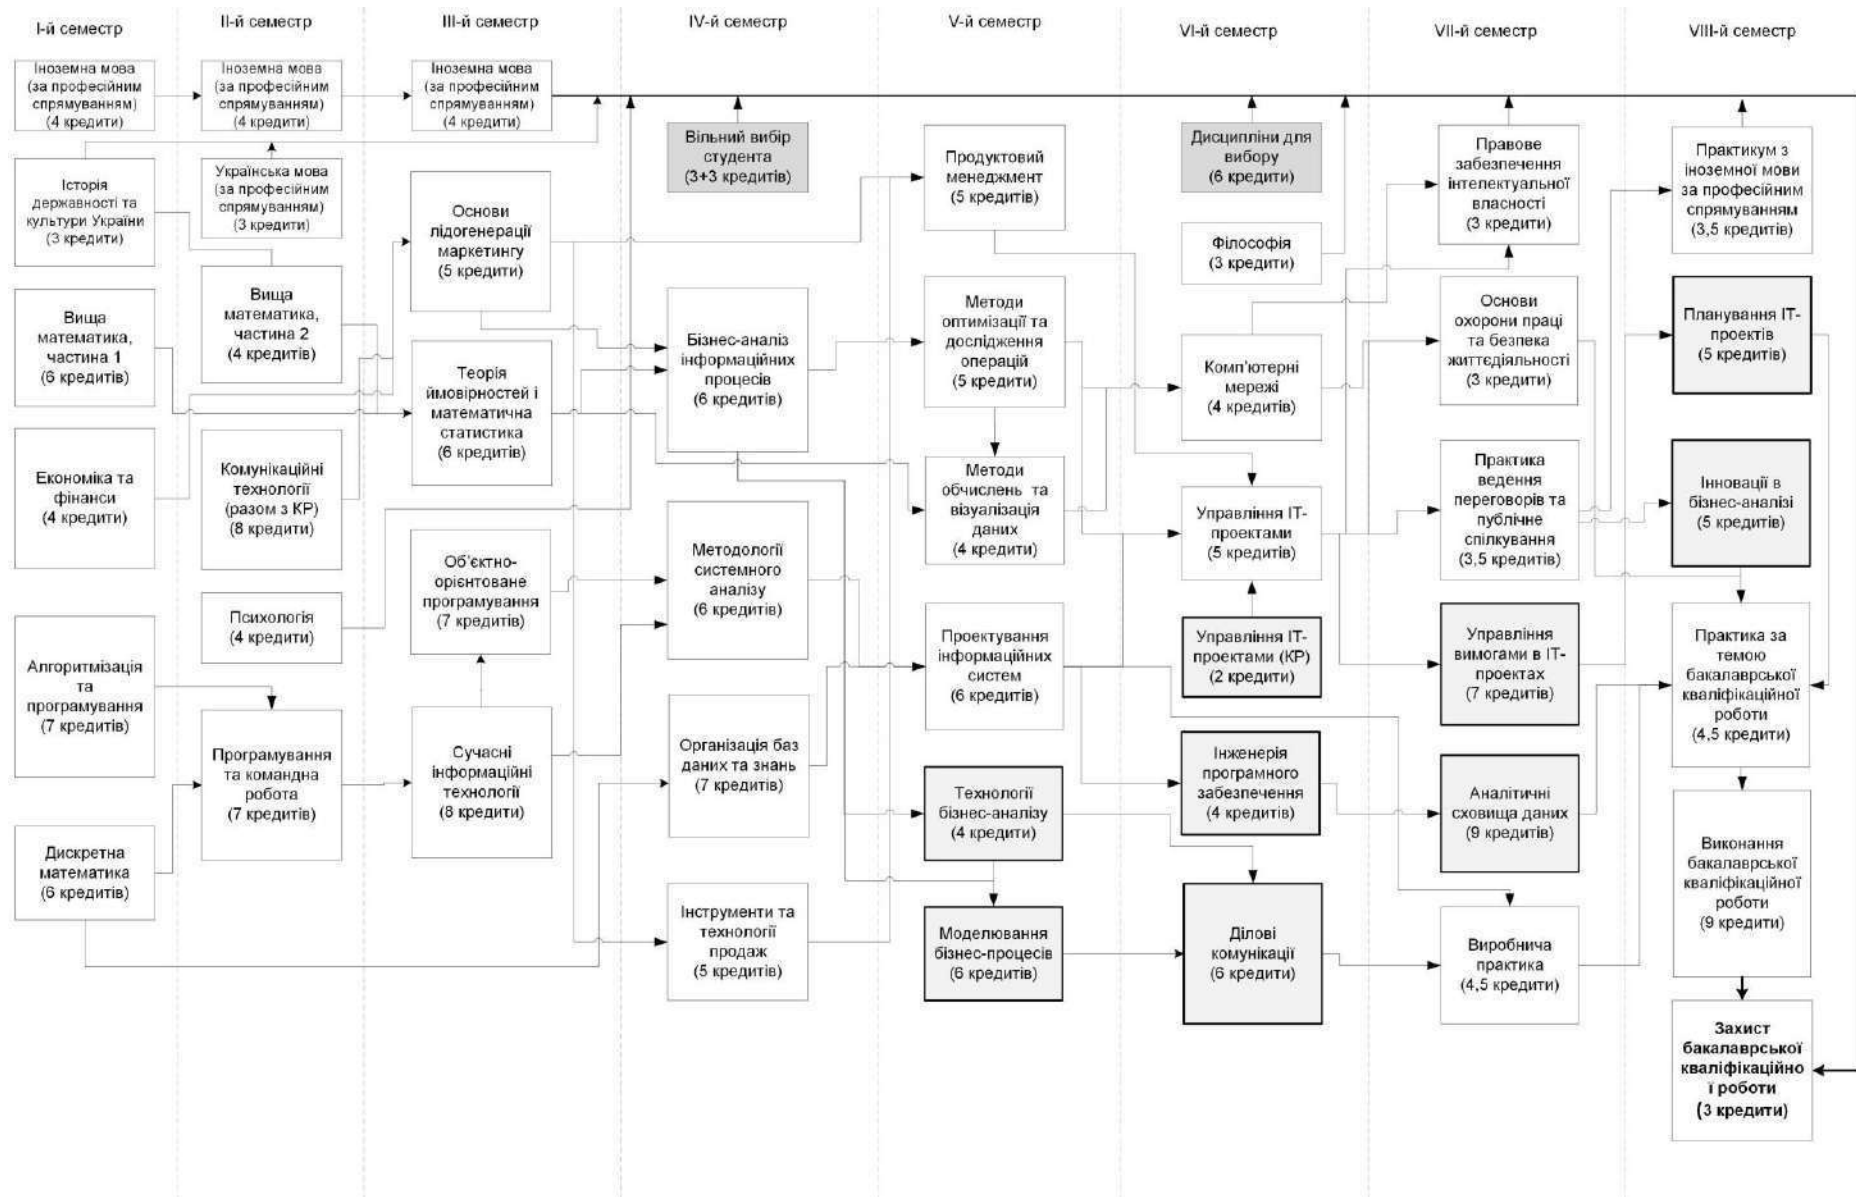 I-й семестр
Іноземна мова
(за професійним
спрямуванням)
(4 кредити)
Історія
державності та
культури України
(3 кредити)
Вища
математика,
частина 1
(6 кредитів)
Економіка та
фінанси
(4 кредити)
Алгоритмізація
та
програмування
(7 кредитів)
Дискретна
математика
(6 кредитів)
II-й семестр
Іноземна мова
(за професійним
спрямуванням)
(4 кредити)
Українська мова
(за професійним
спрямуванням)
(3 кредити)
Вища
математика,
частина 2
(4 кредитів)
Комунікаційні
технології
(разом з КР)
(8 кредити)
Психологія
(4 кредити)
Програмування
та командна
робота
(7 кредитів)
III-й семестр
Іноземна мова
(за професійним
спрямуванням)
(4 кредити)
Основи
лідогенерації
маркетингу
(5 кредити)
Теорія
ймовірностей і
математична
статистика
(6 кредитів)
Об'єктно-
орієнтоване
програмування
(7 кредити)
Сучасні
інформаційні
технології
(8 кредити)
IV-й семестр
Вільний вибір
студента
(3+3 кредитів)
Бізнес-аналіз
інформаційних
процесів
(6 кредитів)
Методології
системного
аналізу
(6 кредитів)
Організація баз
даних та знань
(7 кредитів)
Інструменти та
технології
продаж
(5 кредитів)
V-й семестр
Продуктовий
менеджмент
(5 кредитів)
Методи
оптимізації та
дослідження
операцій
(5 кредити)
Методи
обчислень та
візуалізація
даних
(4 кредити)
Проектування
інформаційних
систем
(6 кредитів)
Технології
бізнес-аналізу
(4 кредити)
Моделювання
бізнес-процесів
(6 кредитів)
VI-й семестр
Дисципліни для
вибору
(6 кредити)
Філософія
(3 кредити)
Комп'ютерні
мережі
(4 кредитів)
Управління ІТ-
проектами
(5 кредитів)
Управління ІТ-
проектами (КР)
(2 кредити)
Інженерія
програмного
забезпечення
(4 кредитів)
Ділові
комунікації
(6 кредити)
VII-й семестр
Правове
забезпечення
інтелектуальної
власності
(3 кредити)
Основи
охорони праці
та безпека
життєдіяльності
(3 кредити)
Практика
ведення
переговорів та
публічне
спілкування
(3,5 кредитів)
Управління
вимогами в ІТ-
проектах
(7 кредитів)
Аналітичні
сховища даних
(9 кредитів)
Виробнича
практика
(4,5 кредити)
VIII-й семестр
Практикум з
іноземної мови
за професійним
спрямуванням
(3,5 кредитів)
Планування ІТ-
проектів
(5 кредитів)
Інновації в
бізнес-аналізі
(5 кредитів)
Практика за
темою
бакалаврської
кваліфікаційної
роботи
(4,5 кредити)
Виконання
бакалаврської
кваліфікаційної
роботи
(9 кредити)
Захист
бакалаврської
кваліфікаційно
ї роботи
(3 кредити)